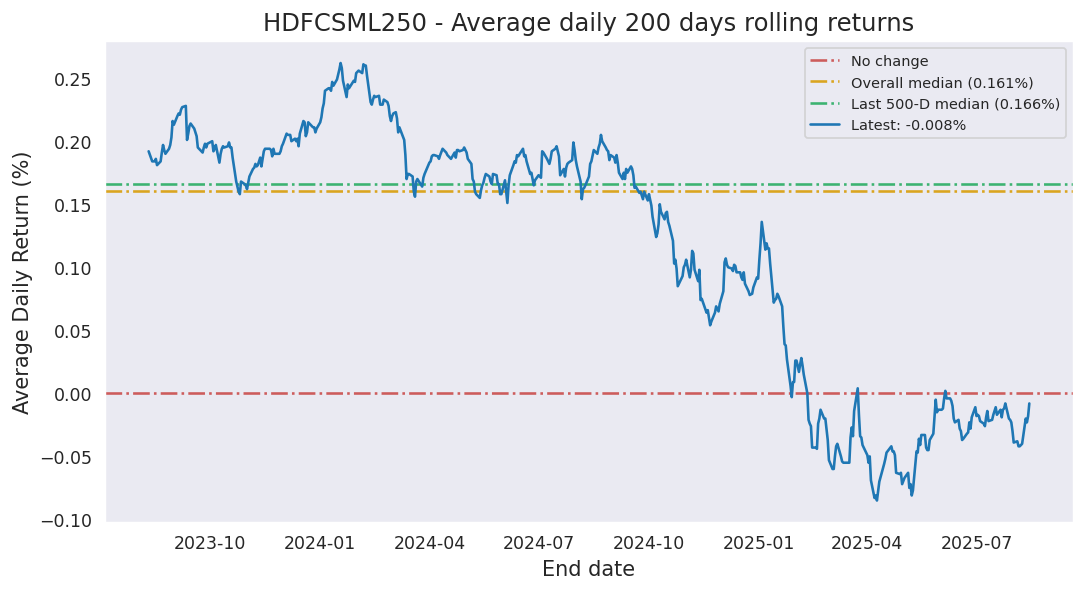 HDFCSML250 - Average daily 200 days rolling returns
No change
Overall median (0.161%)
Last 500-D median (0.166%)
Latest: -0.008%
Average Daily Return (%)
0.25
0.20
0.15
0.10
0.05
0.00
−0.05
−0.10
2023-10 2024-01 2024-04 2024-07 2024-10 2025-01 2025-04 2025-07
End date